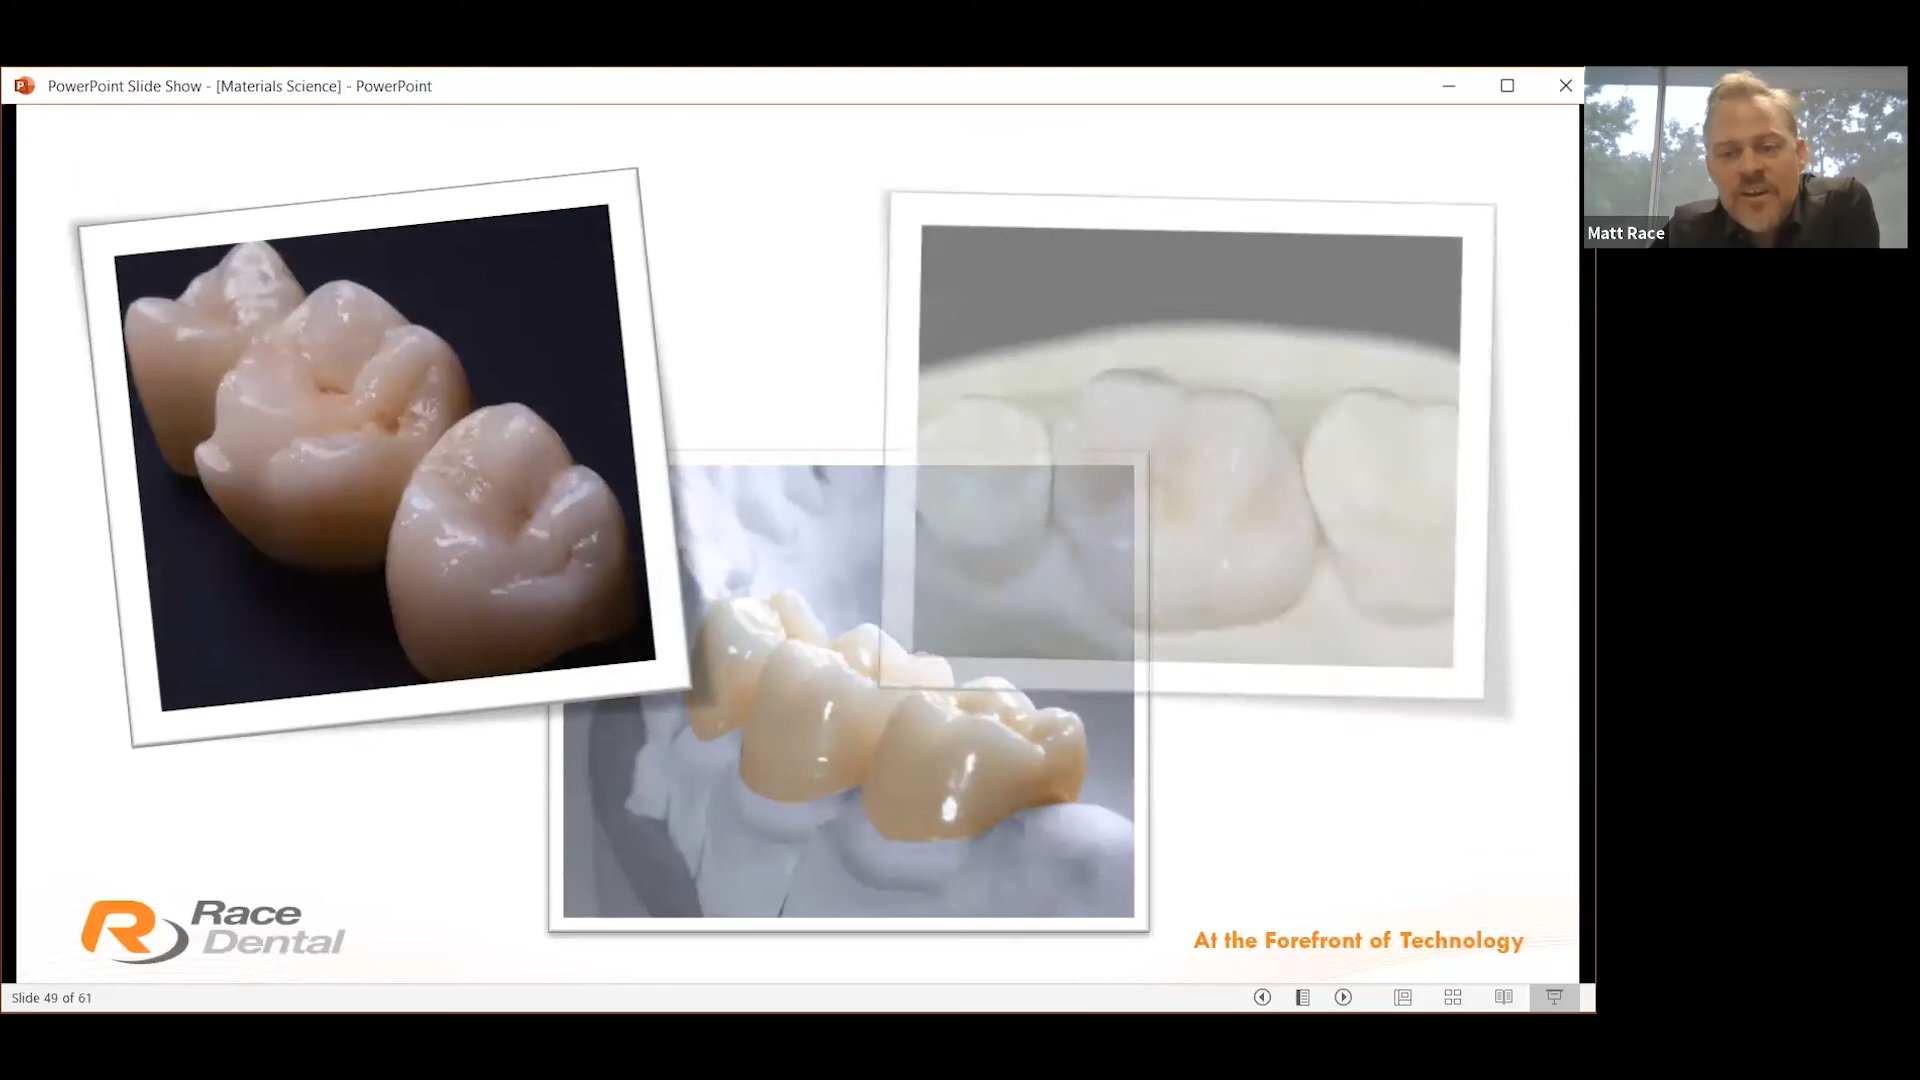 PowerPoint Slide Show - [Materials Science] - PowerPoint
Matt Race
Race
Dental
At the Forefront of Technology
Slide 49 of 61